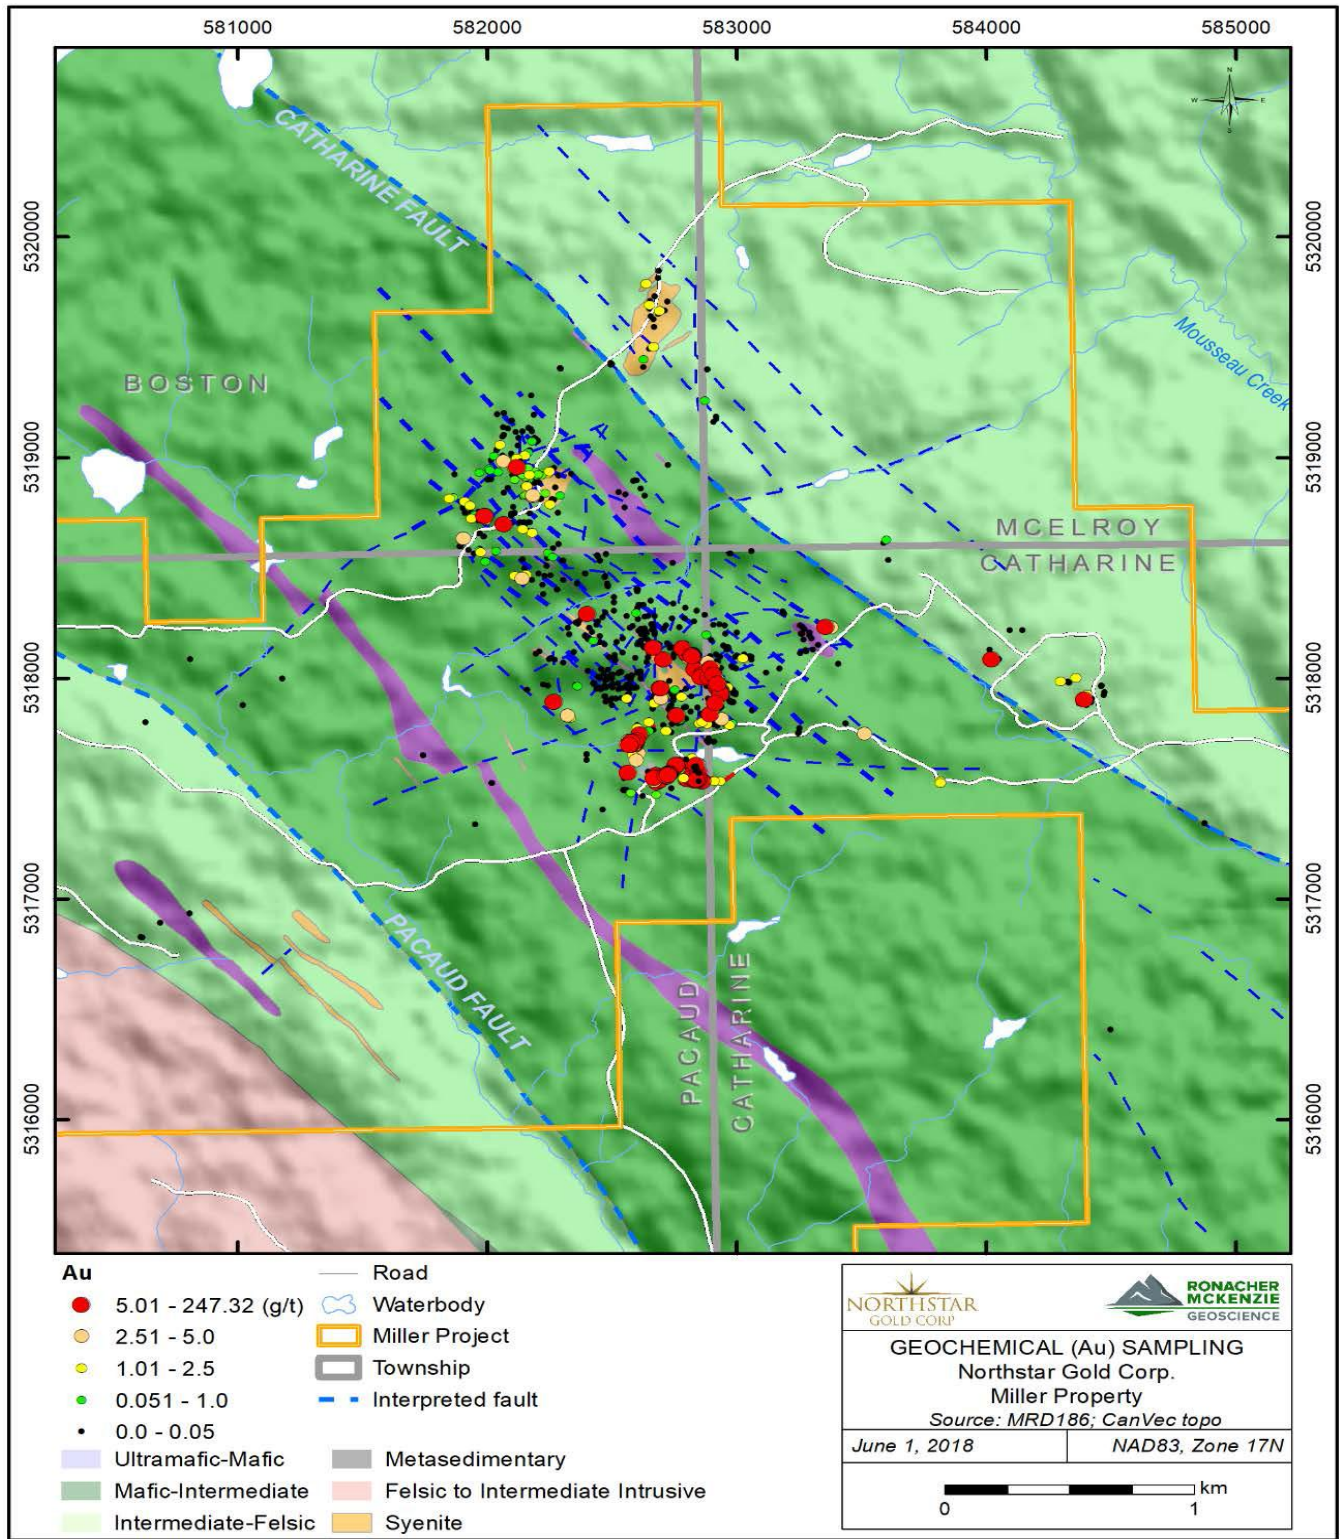 581000 582000 583000 584000 585000
N
W E
S
CATHARINE FAULT
5320000 5320000
Mousseau Creek
BOSTON
5319000 5319000
MCELROY
CATHARINE
5318000 5318000
5317000 5317000
PACAUD FAULT
PACAUD
CATHARINE
5316000 5316000
Au
5.01 - 247.32 (g/t)
2.51 - 5.0
1.01 - 2.5
0.051 - 1.0
0.0 - 0.05
Ultramafic-Mafic
Mafic-Intermediate
Intermediate-Felsic
Road
Waterbody
Miller Project
Township
Interpreted fault
Metasedimentary
Felsic to Intermediate Intrusive
Syenite
NORTHSTAR
GOLD CORP
RONACHER
MCKENZIE
GEOSCIENCE
GEOCHEMICAL (Au) SAMPLING
Northstar Gold Corp.
Miller Property
Source: MRD186; CanVec topo
June 1, 2018 NAD83, Zone 17N
km
0 1